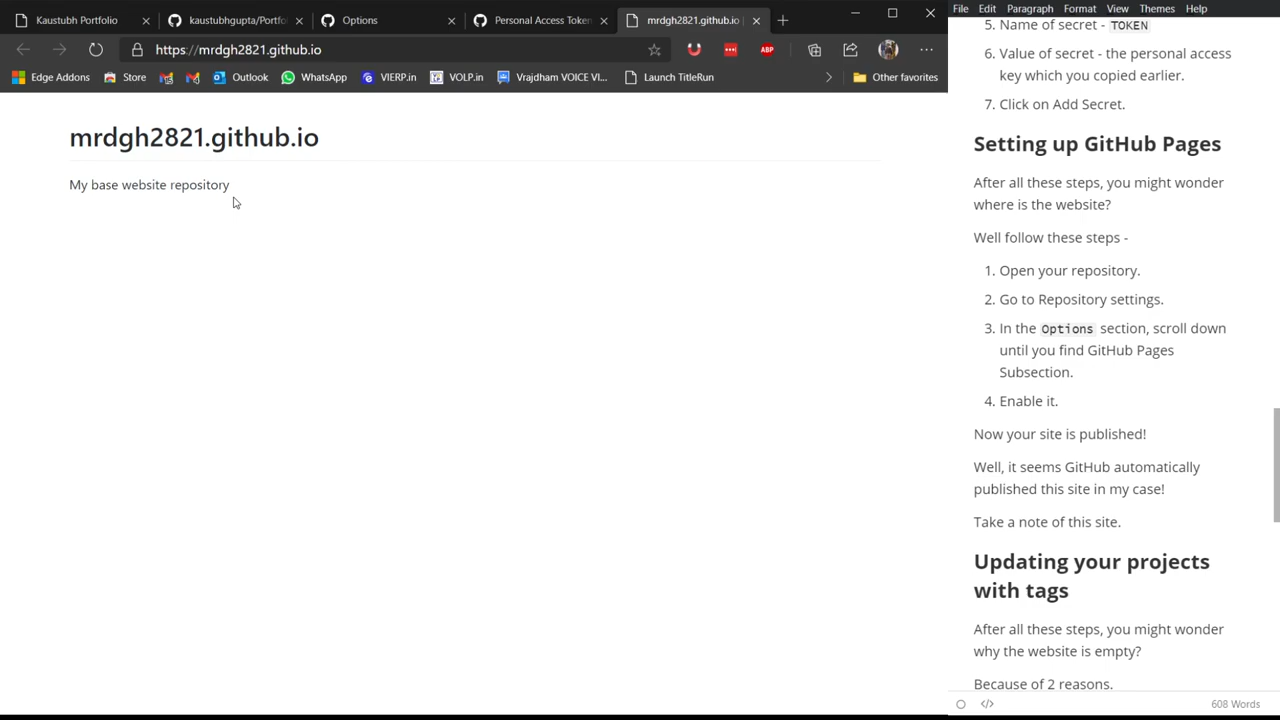 Kaustubh Portfolio
kaustubhgupta/Portfo
Options
Personal Access Token
mrdgh2821.github.io
https://mrdgh2821.github.io
ABP
Edge Addons
Store
Outlook
WhatsApp
VIERP.in
VOLP.in
Vrajdham VOICE VI...
Launch TitleRun
Other favorites
mrdgh2821.github.io
My base website repository
File Edit Paragraph Format View Themes Help
5. Name of secret - TOKEN
6. Value of secret - the personal access
key which you copied earlier.
7. Click on Add Secret.
Setting up GitHub Pages
After all these steps, you might wonder
where is the website?
Well follow these steps -
1. Open your repository.
2. Go to Repository settings.
3. In the Options section, scroll down
until you find GitHub Pages
Subsection.
4. Enable it.
Now your site is published!
Well, it seems GitHub automatically
published this site in my case!
Take a note of this site.
Updating your projects
with tags
After all these steps, you might wonder
why the website is empty?
Because of 2 reasons.
</> 608 Words